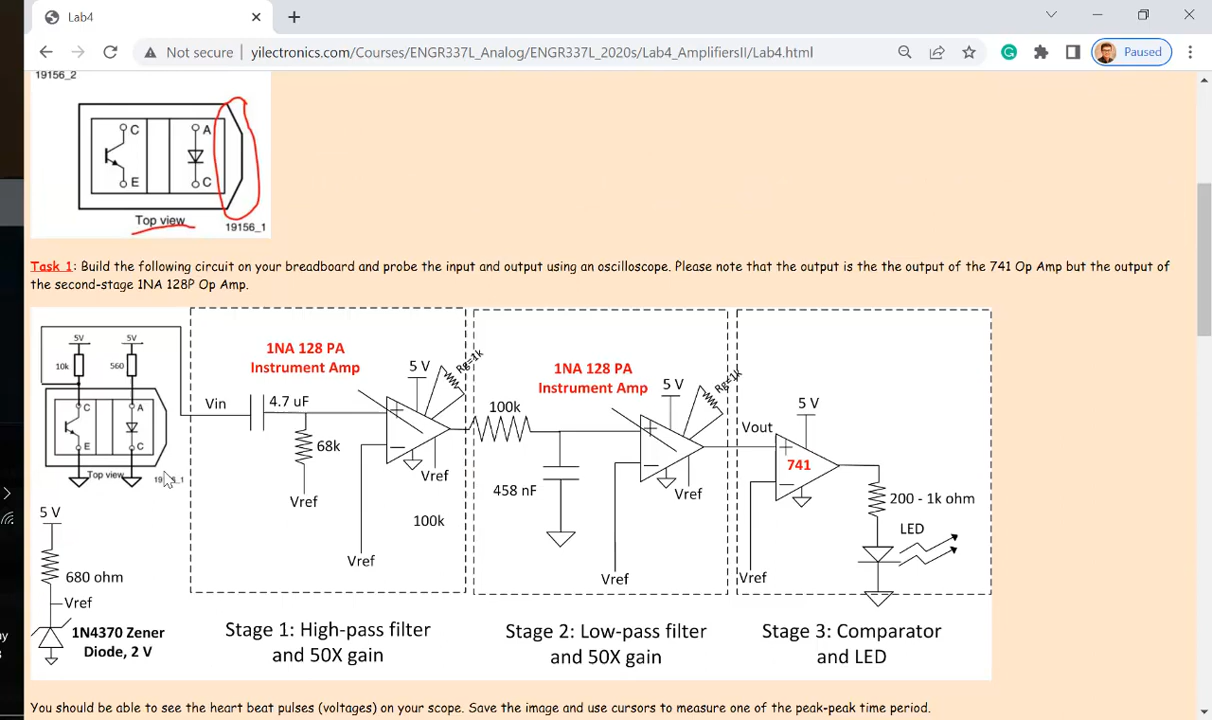 Lab4
Not secure
yilectronics.com/Courses/ENGR337L_Analog/ENGR337L_2020s/Lab4_AmplifiersII/Lab4.html
Paused
19156_2
C
A
E
C
Top view
19156_1
Task 1: Build the following circuit on your breadboard and probe the input and output using an oscilloscope. Please note that the output is the the output of the 741 Op Amp but the output of
the second-stage 1NA 128P Op Amp.
5V
5V
10k
560
C
A
E
C
Top view
Vin
4.7 uF
68k
Vref
1NA 128 PA
Instrument Amp
5 V
Rg=1k
+
−
Vref
100k
Vref
100k
458 nF
1NA 128 PA
Instrument Amp
5 V
Rg=1k
+
−
Vref
Vref
Vout
5 V
+
741
−
200 - 1k ohm
LED
Vref
5 V
680 ohm
Vref
1N4370 Zener
Diode, 2 V
Stage 1: High-pass filter
and 50X gain
Stage 2: Low-pass filter
and 50X gain
Stage 3: Comparator
and LED
You should be able to see the heart beat pulses (voltages) on your scope. Save the image and use cursors to measure one of the peak-peak time period.